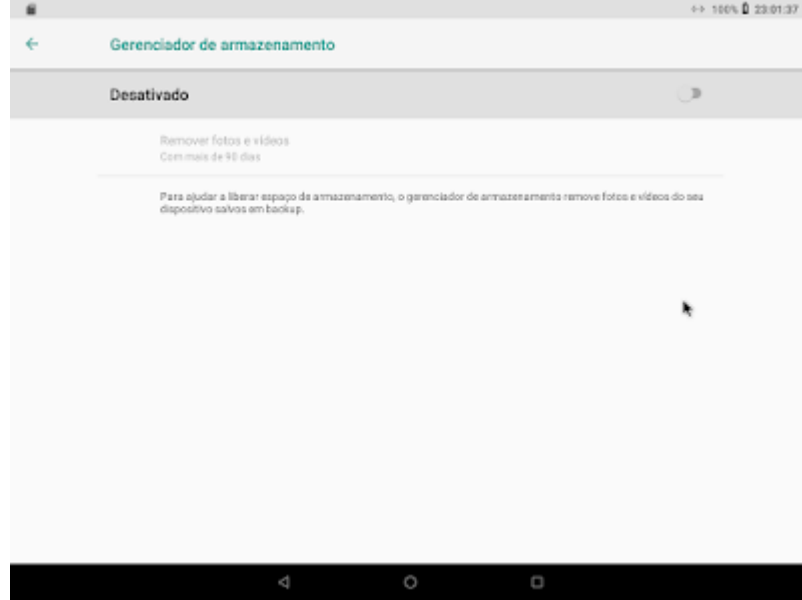 100% 23:01:37
Gerenciador de armazenamento
Desativado
Remover fotos e vídeos
Com mais de 90 dias
Para ajudar a liberar espaço de armazenamento, o gerenciador de armazenamento remove fotos e vídeos do seu
dispositivo salvos em backup.